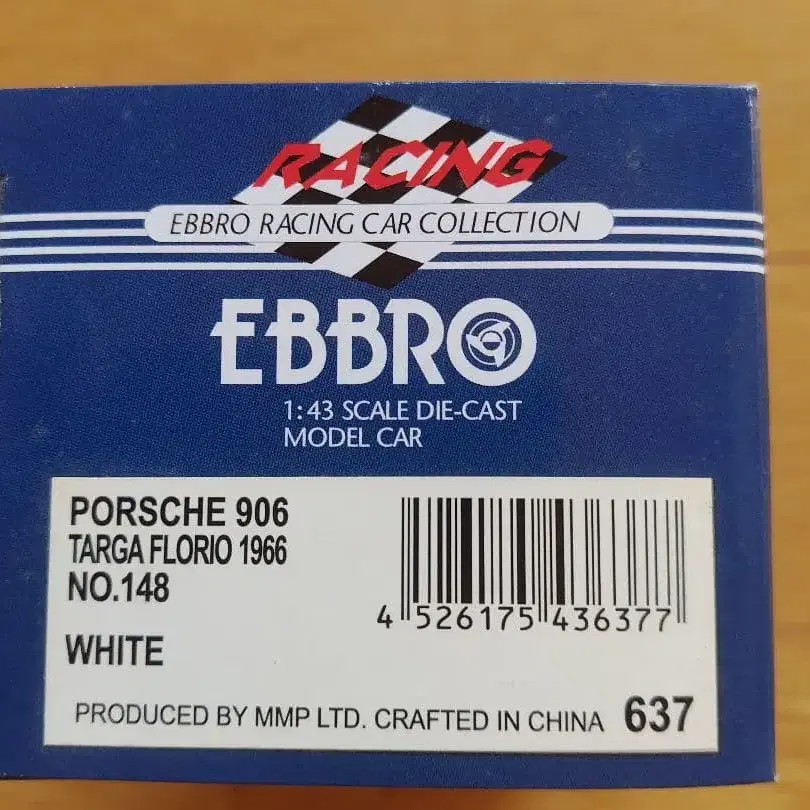 RACING
EBBRO RACING CAR COLLECTION
EBBRO
1:43 SCALE DIE-CAST
MODEL CAR
PORSCHE 906
TARGA FLORIO 1966
NO.148
WHITE
4 526175 436377
PRODUCED BY MMP LTD. CRAFTED IN CHINA 637